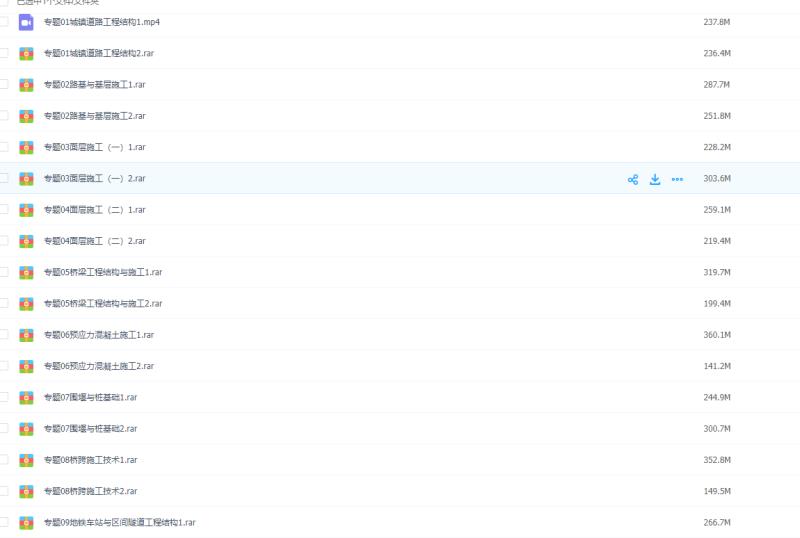 已选中1个文件/文件夹
专题01城镇道路工程结构1.mp4 237.8M
专题01城镇道路工程结构2.rar 236.4M
专题02路基与基层施工1.rar 287.7M
专题02路基与基层施工2.rar 251.8M
专题03面层施工（一）1.rar 228.2M
专题03面层施工（一）2.rar 303.6M
专题04面层施工（二）1.rar 259.1M
专题04面层施工（二）2.rar 219.4M
专题05桥梁工程结构与施工1.rar 319.7M
专题05桥梁工程结构与施工2.rar 199.4M
专题06预应力混凝土施工1.rar 360.1M
专题06预应力混凝土施工2.rar 141.2M
专题07围堰与桩基础1.rar 244.9M
专题07围堰与桩基础2.rar 300.7M
专题08桥跨施工技术1.rar 352.8M
专题08桥跨施工技术2.rar 149.5M
专题09地铁车站与区间隧道工程结构1.rar 266.7M